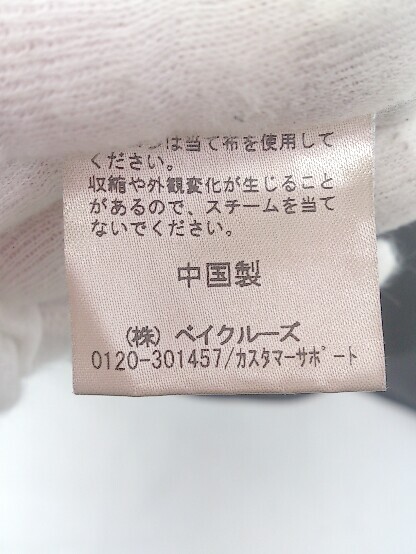 は当て布を使用して
ください。
収縮や外観変化が生じること
があるので、スチームを当て
ないでください。
中国製
(株) ベイクルーズ
0120-301457/ｶｽﾀﾏｰｻﾎﾟｰﾄ